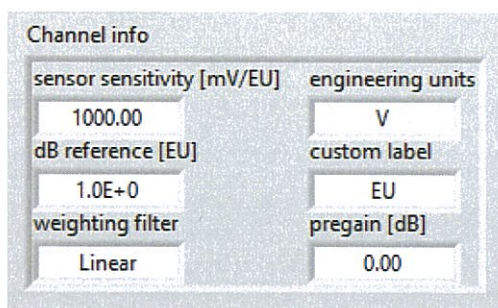 Channel info
sensor sensitivity [mV/EU] engineering units
1000.00 V
dB reference [EU] custom label
1.0E+0 EU
weighting filter pregain [dB]
Linear 0.00